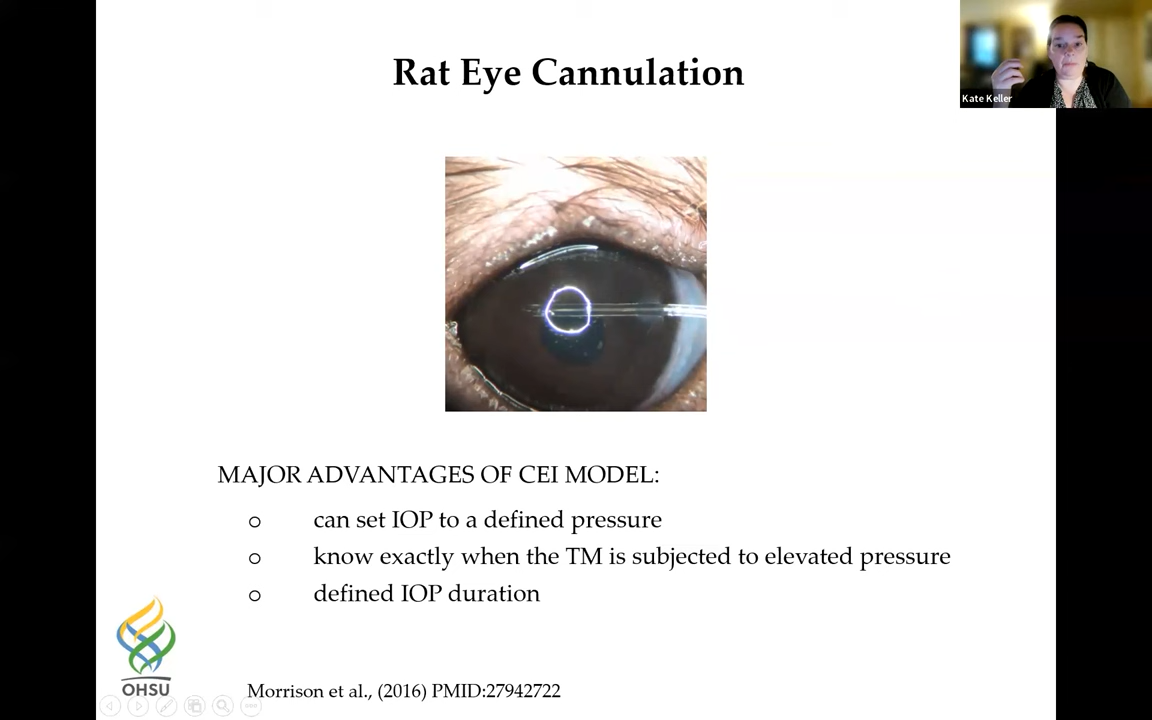 Rat Eye Cannulation
Kate Keller
MAJOR ADVANTAGES OF CEI MODEL:
o can set IOP to a defined pressure
o know exactly when the TM is subjected to elevated pressure
o defined IOP duration
OHSU
Morrison et al., (2016) PMID:27942722